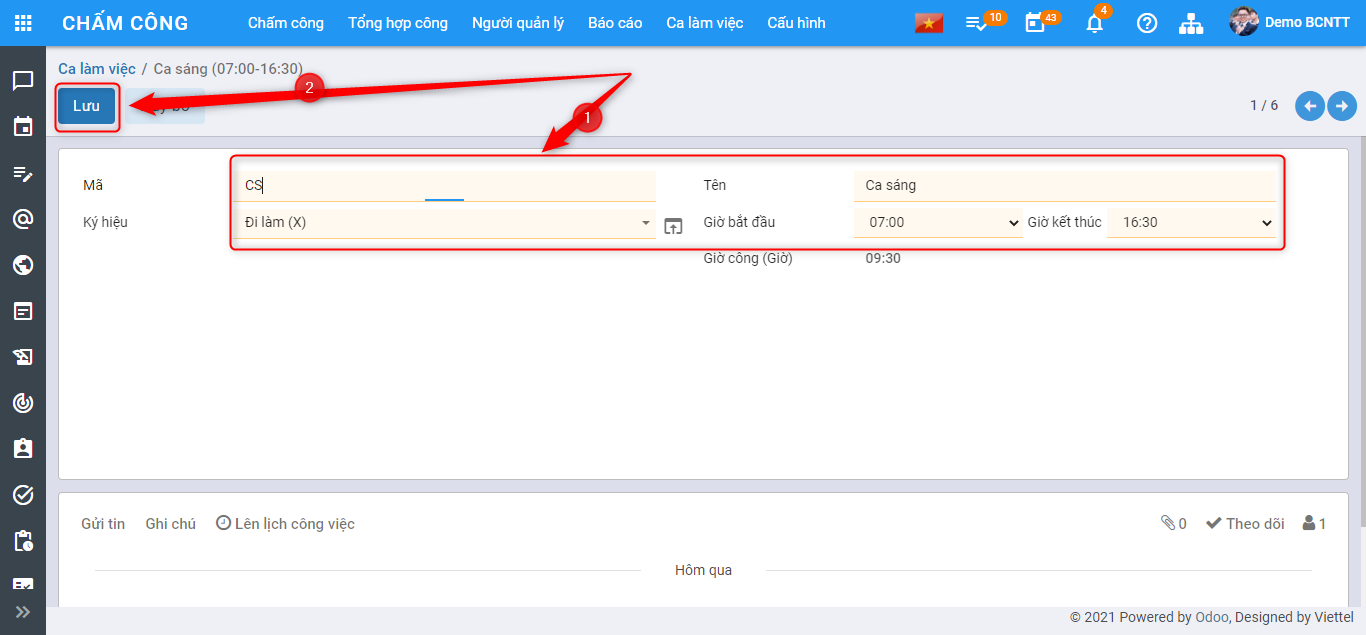 CHẤM CÔNG Chấm công Tổng hợp công Người quản lý Báo cáo Ca làm việc Cấu hình 10 43 4 Demo BCNTT
Ca làm việc / Ca sáng (07:00-16:30)
Lưu 2 1 / 6
1
Mã CS Tên Ca sáng
Ký hiệu Đi làm (X) Giờ bắt đầu 07:00 Giờ kết thúc 16:30
Giờ công (Giờ) 09:30
Gửi tin Ghi chú Lên lịch công việc 0 Theo dõi 1
Hôm qua
© 2021 Powered by Odoo, Designed by Viettel